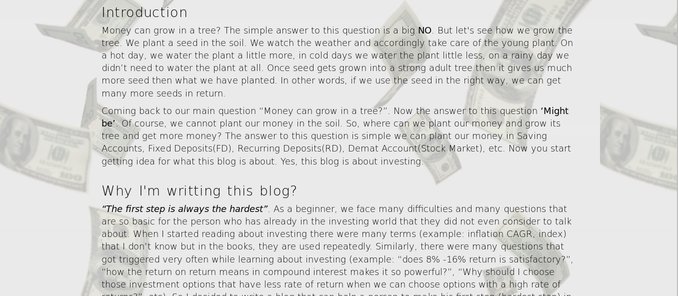 Introduction
Money can grow in a tree? The simple answer to this question is a big NO. But let's see how we grow the
tree. We plant a seed in the soil. We watch the weather and accordingly take care of the young plant. On
a hot day, we water the plant a little more, in cold days we water the plant little less, on a rainy day we
didn't need to water the plant at all. Once seed gets grown into a strong adult tree then it gives us much
more seed then what we have planted. In other words, if we use the seed in the right way, we can get
many more seeds in return.
Coming back to our main question “Money can grow in a tree?”. Now the answer to this question ‘Might
be’. Of course, we cannot plant our money in the soil. So, where can we plant our money and grow its
tree and get more money? The answer to this question is simple we can plant our money in Saving
Accounts, Fixed Deposits(FD), Recurring Deposits(RD), Demat Account(Stock Market), etc. Now you start
getting idea for what this blog is about. Yes, this blog is about investing.
Why I'm writting this blog?
“The first step is always the hardest”. As a beginner, we face many difficulties and many questions that
are so basic for the person who has already in the investing world that they did not even consider to talk
about. When I started reading about investing there were many terms (example: inflation CAGR, index)
that I don't know but in the books, they are used repeatedly. Similarly, there were many questions that
got triggered very often while learning about investing (example: “does 8% -16% return is satisfactory?”,
“how the return on return means in compound interest makes it so powerful?”, “Why should I choose
those investment options that have less rate of return when we can choose options with a high rate of